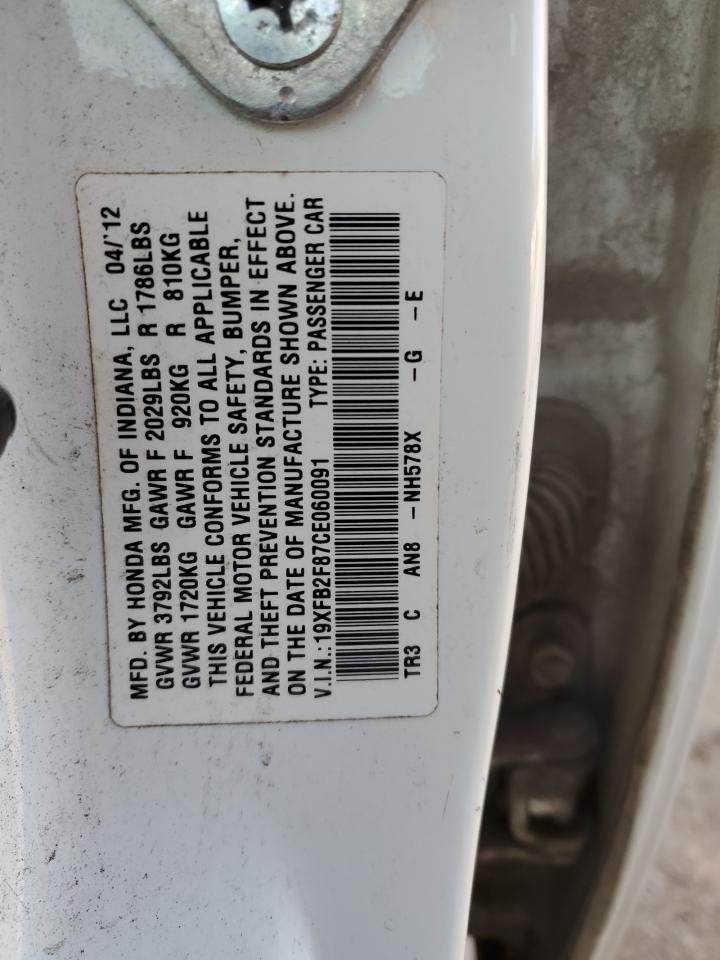 MFD. BY HONDA MFG. OF INDIANA, LLC 04/'12
GVWR 3792LBS GAWR F 2029LBS R 1786LBS
GVWR 1720KG GAWR F 920KG R 810KG
THIS VEHICLE CONFORMS TO ALL APPLICABLE
FEDERAL MOTOR VEHICLE SAFETY, BUMPER,
AND THEFT PREVENTION STANDARDS IN EFFECT
ON THE DATE OF MANUFACTURE SHOWN ABOVE.
V.I.N.: 19XFB2F87CE060091 TYPE: PASSENGER CAR
TR3 C AN8 -NH578X -G -E